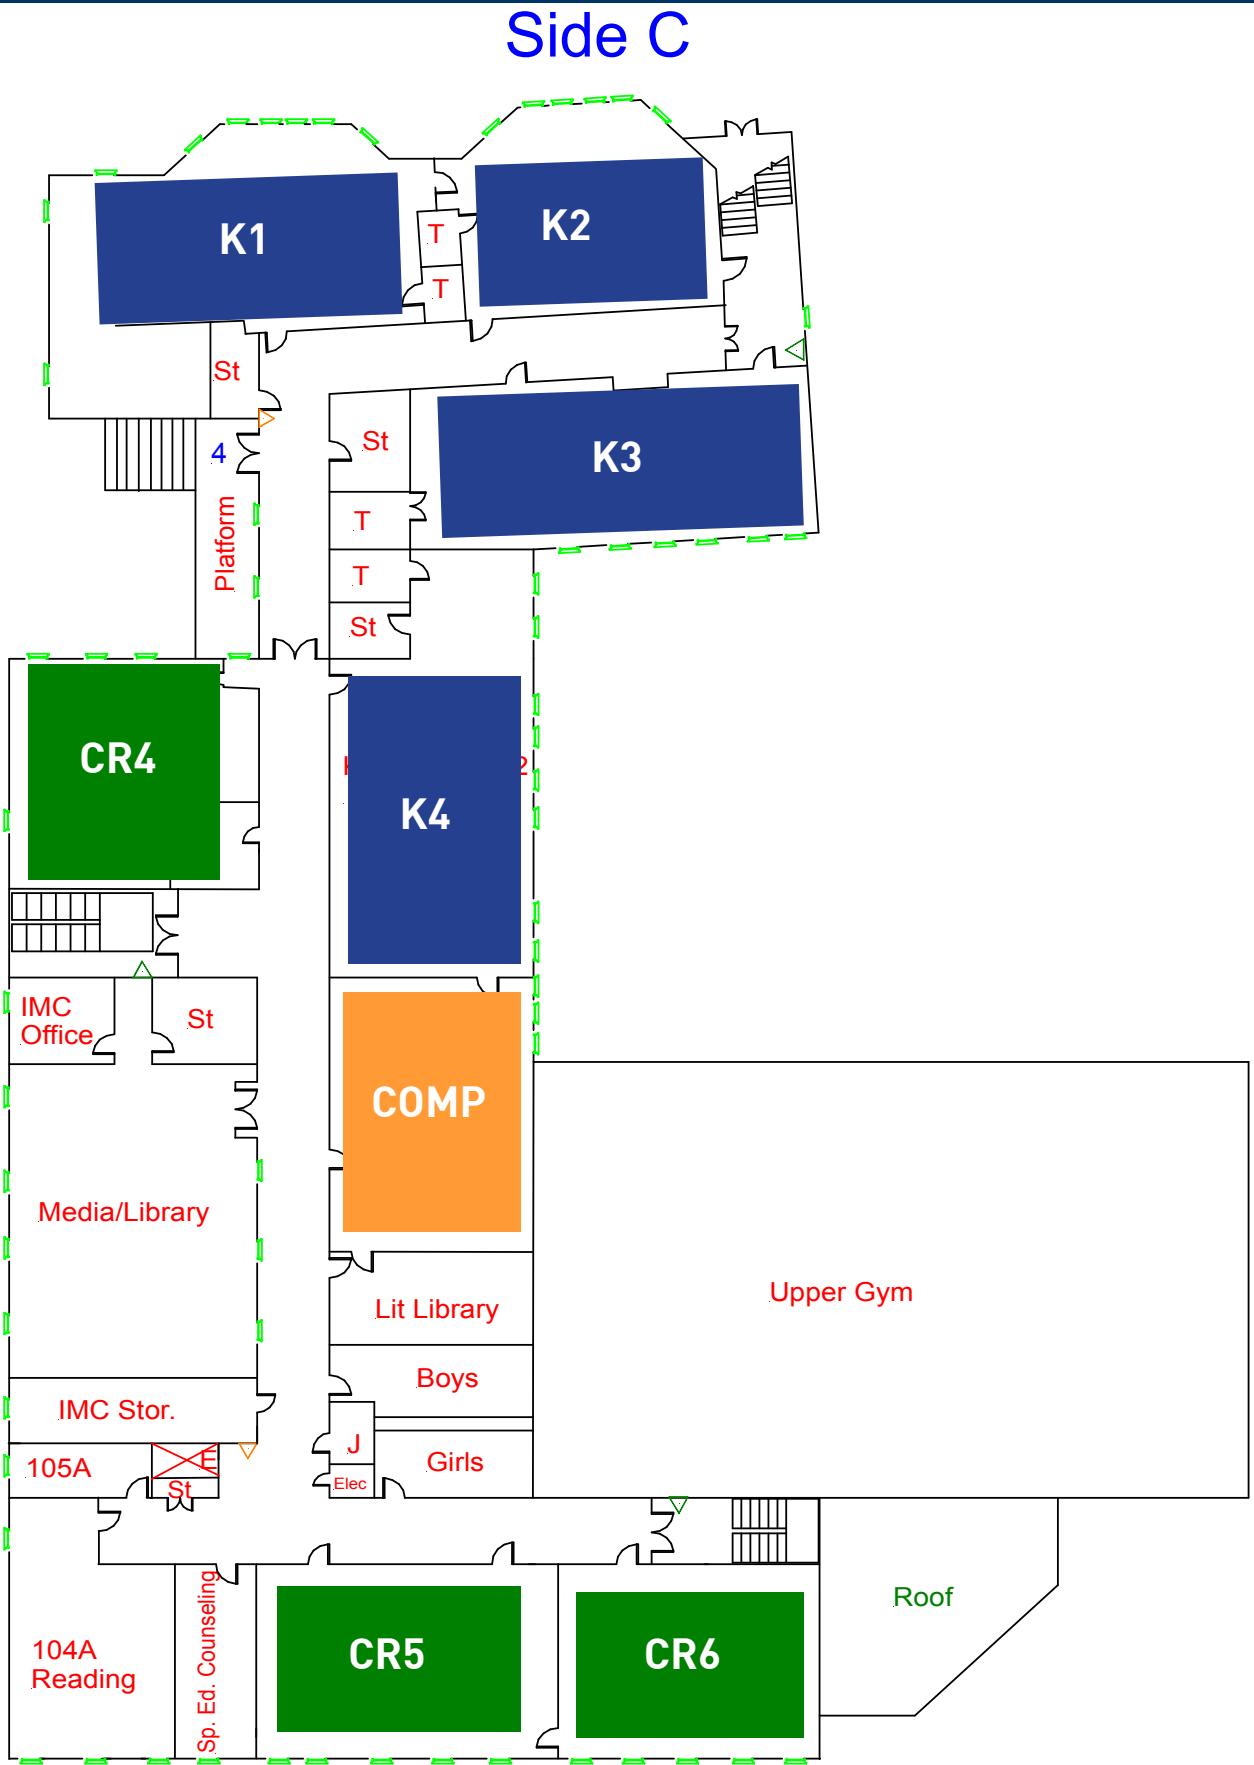 Side C
K1
K2
T
T
St
4
St
K3
Platform
T
T
St
CR4
2
K4
IMC
Office
St
COMP
Media/Library
Upper Gym
Lit Library
Boys
IMC Stor.
J
E
105A
Girls
St
Elec
Sp. Ed. Counseling
Roof
104A
Reading
CR5
CR6